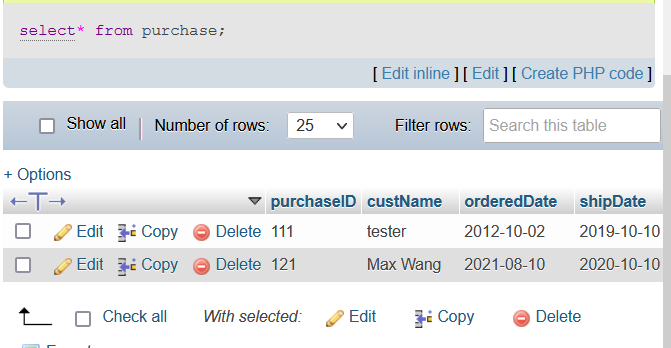 select* from purchase;
[ Edit inline ] [ Edit ] [ Create PHP code ]
Show all Number of rows: 25 Filter rows: Search this table
+ Options
←T→ purchaseID custName orderedDate shipDate
Edit Copy Delete 111 tester 2012-10-02 2019-10-10
Edit Copy Delete 121 Max Wang 2021-08-10 2020-10-10
Check all With selected: Edit Copy Delete